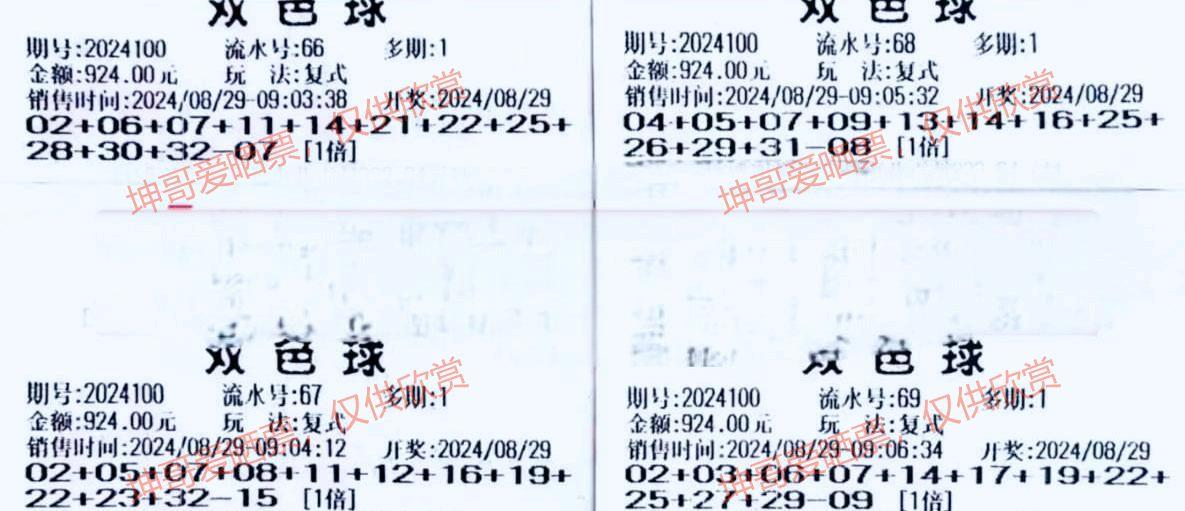 双色球
期号:2024100 流水号:66 多期:1
金额:924.00元 玩 法:复式
销售时间:2024/08/29-09:03:38 开奖:2024/08/29
02+06+07+11+14+21+22+25+
28+30+32-07 [1倍]
坤哥爱晒票,仅供欣赏
双色球
期号:2024100 流水号:68 多期:1
金额:924.00元 玩 法:复式
销售时间:2024/08/29-09:05:32 开奖:2024/08/29
04+05+07+09+13+14+16+25+
26+29+31-08 [1倍]
坤哥爱晒票,仅供欣赏
双色球
期号:2024100 流水号:67 多期:1
金额:924.00元 玩 法:复式
销售时间:2024/08/29-09:04:12 开奖:2024/08/29
02+05+07+08+11+12+16+19+
22+23+32-15 [1倍]
坤哥爱晒票,仅供欣赏
双色球
期号:2024100 流水号:69 多期:1
金额:924.00元 玩 法:复式
销售时间:2024/08/29-09:06:34 开奖:2024/08/29
02+03+06+07+14+17+19+22+
25+27+29-09 [1倍]
坤哥爱晒票,仅供欣赏